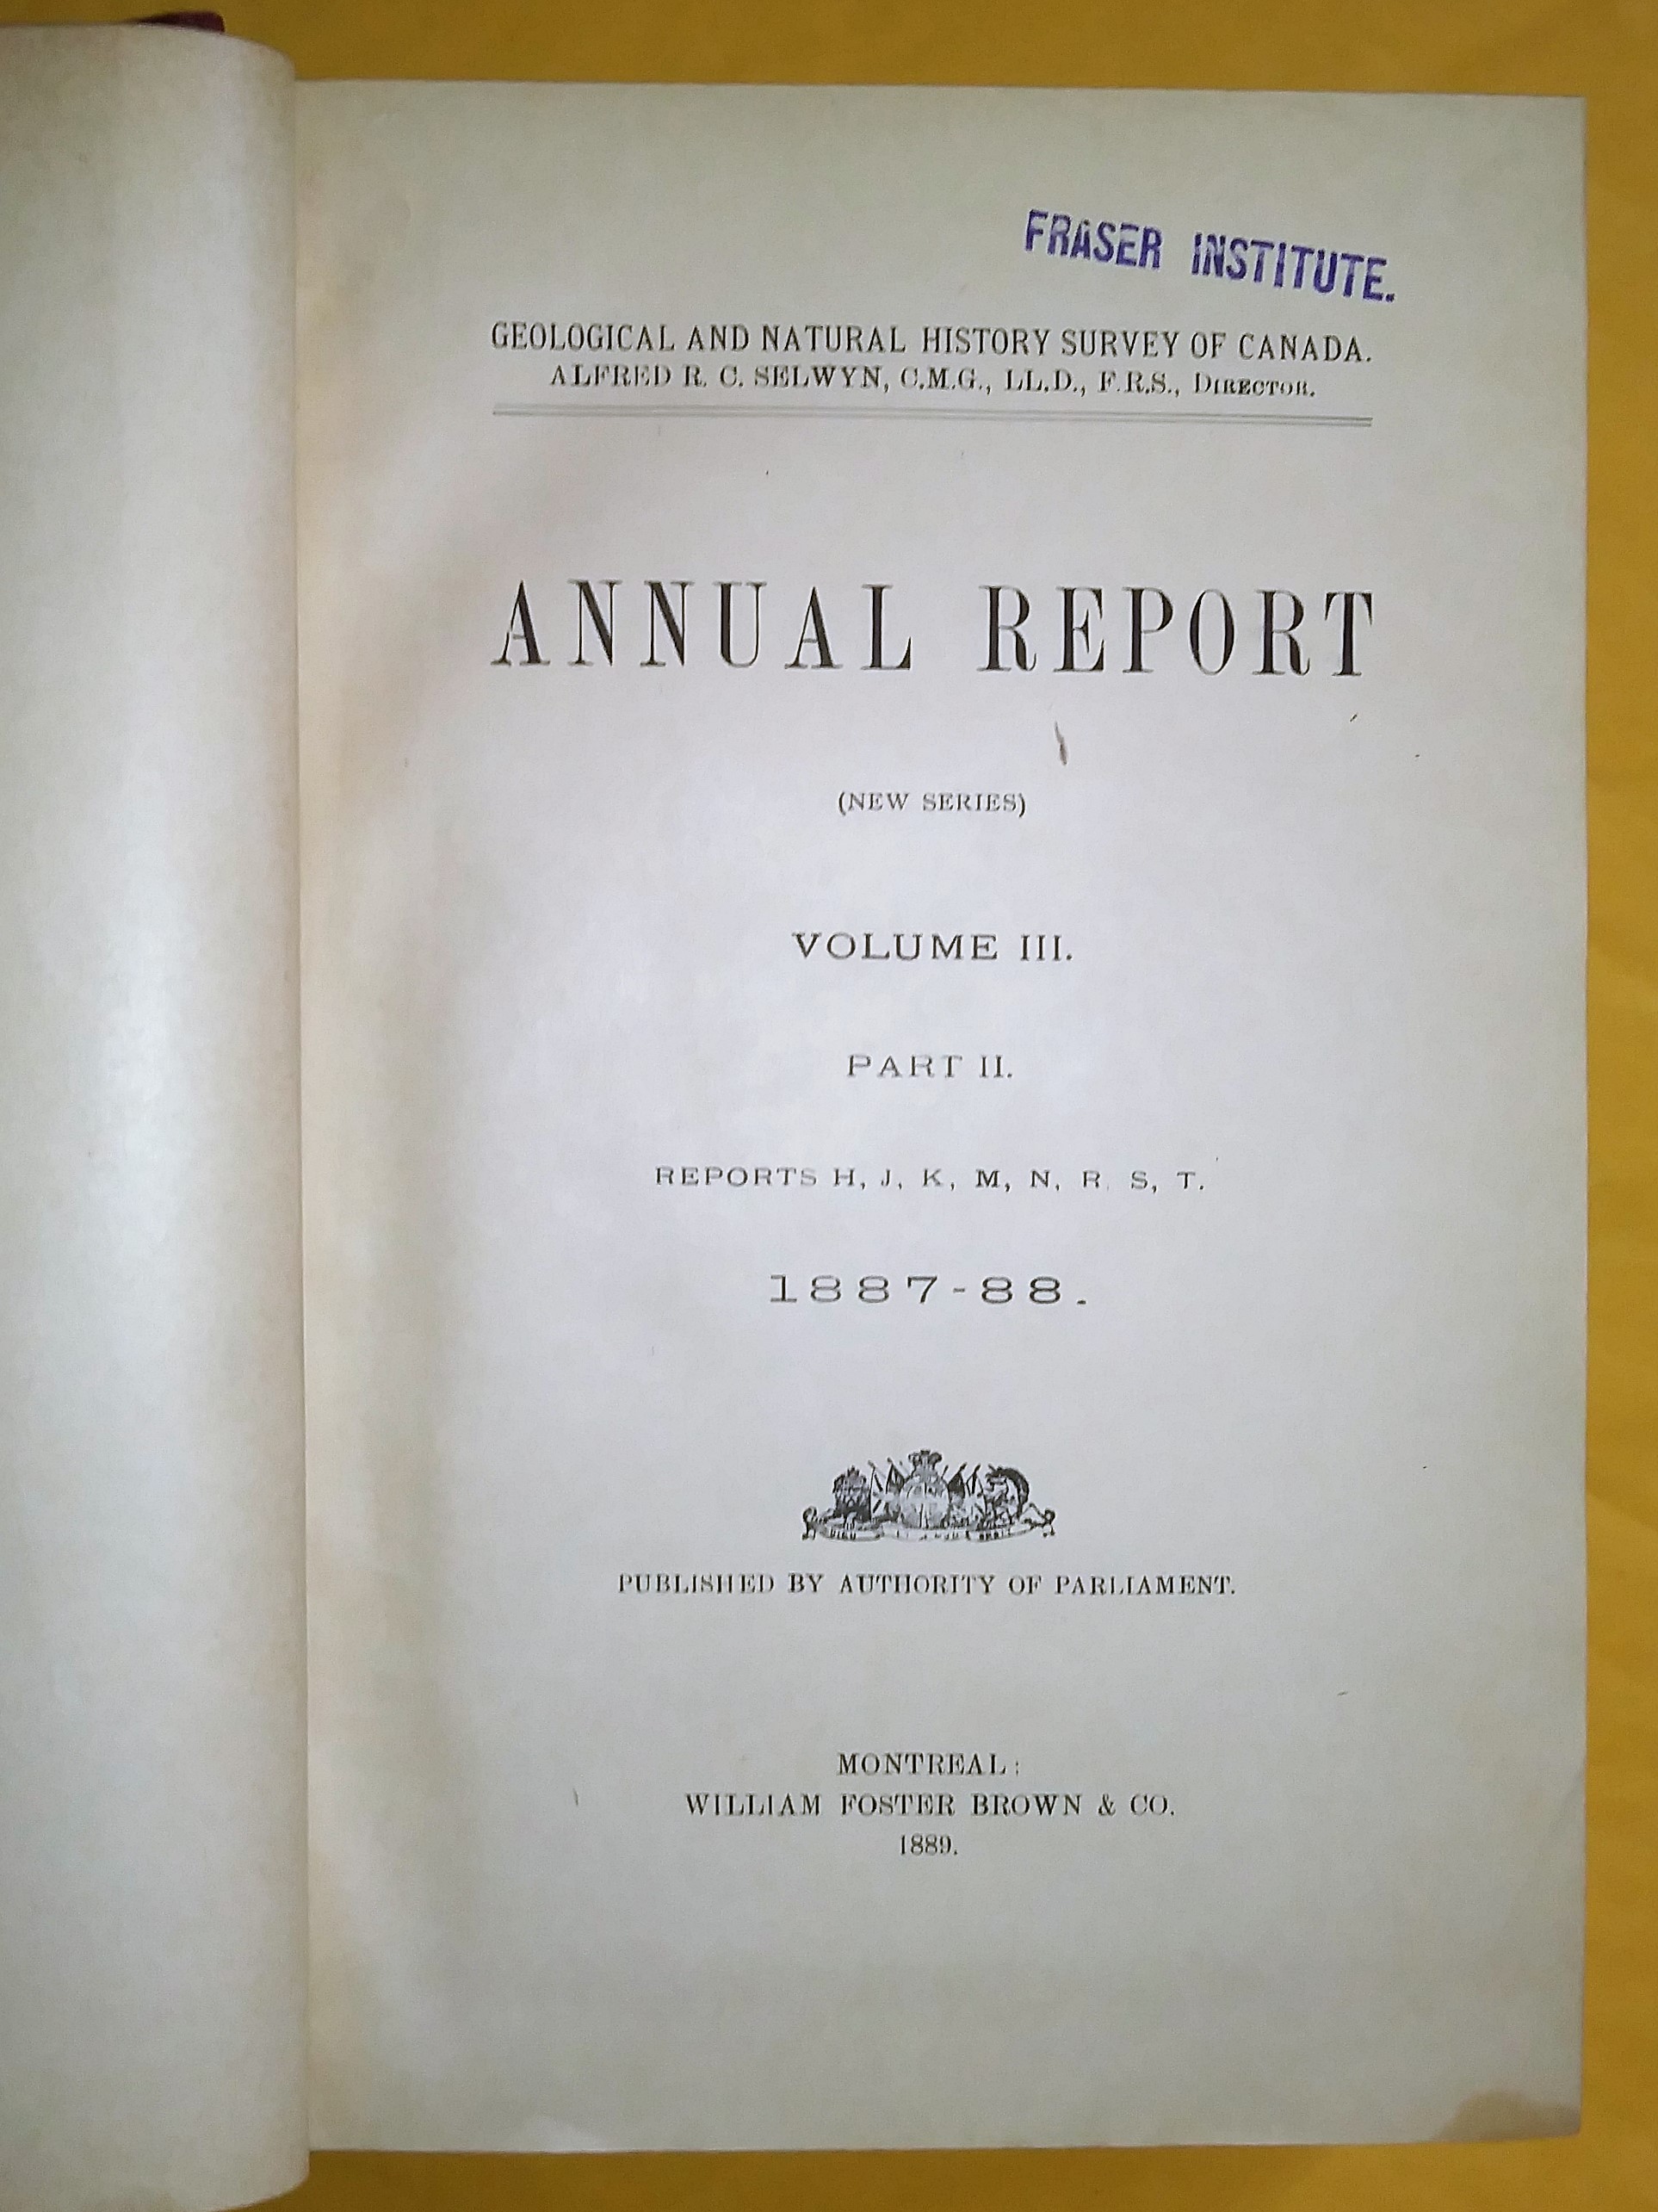 FRASER INSTITUTE.
GEOLOGICAL AND NATURAL HISTORY SURVEY OF CANADA.
ALFRED R. C. SELWYN, C.M.G., LL.D., F.R.S., DIRECTOR.
ANNUAL REPORT
(NEW SERIES)
VOLUME III.
PART II.
REPORTS H, J, K, M, N, R S, T.
1887-88.
PUBLISHED BY AUTHORITY OF PARLIAMENT.
MONTREAL:
WILLIAM FOSTER BROWN & CO.
1889.